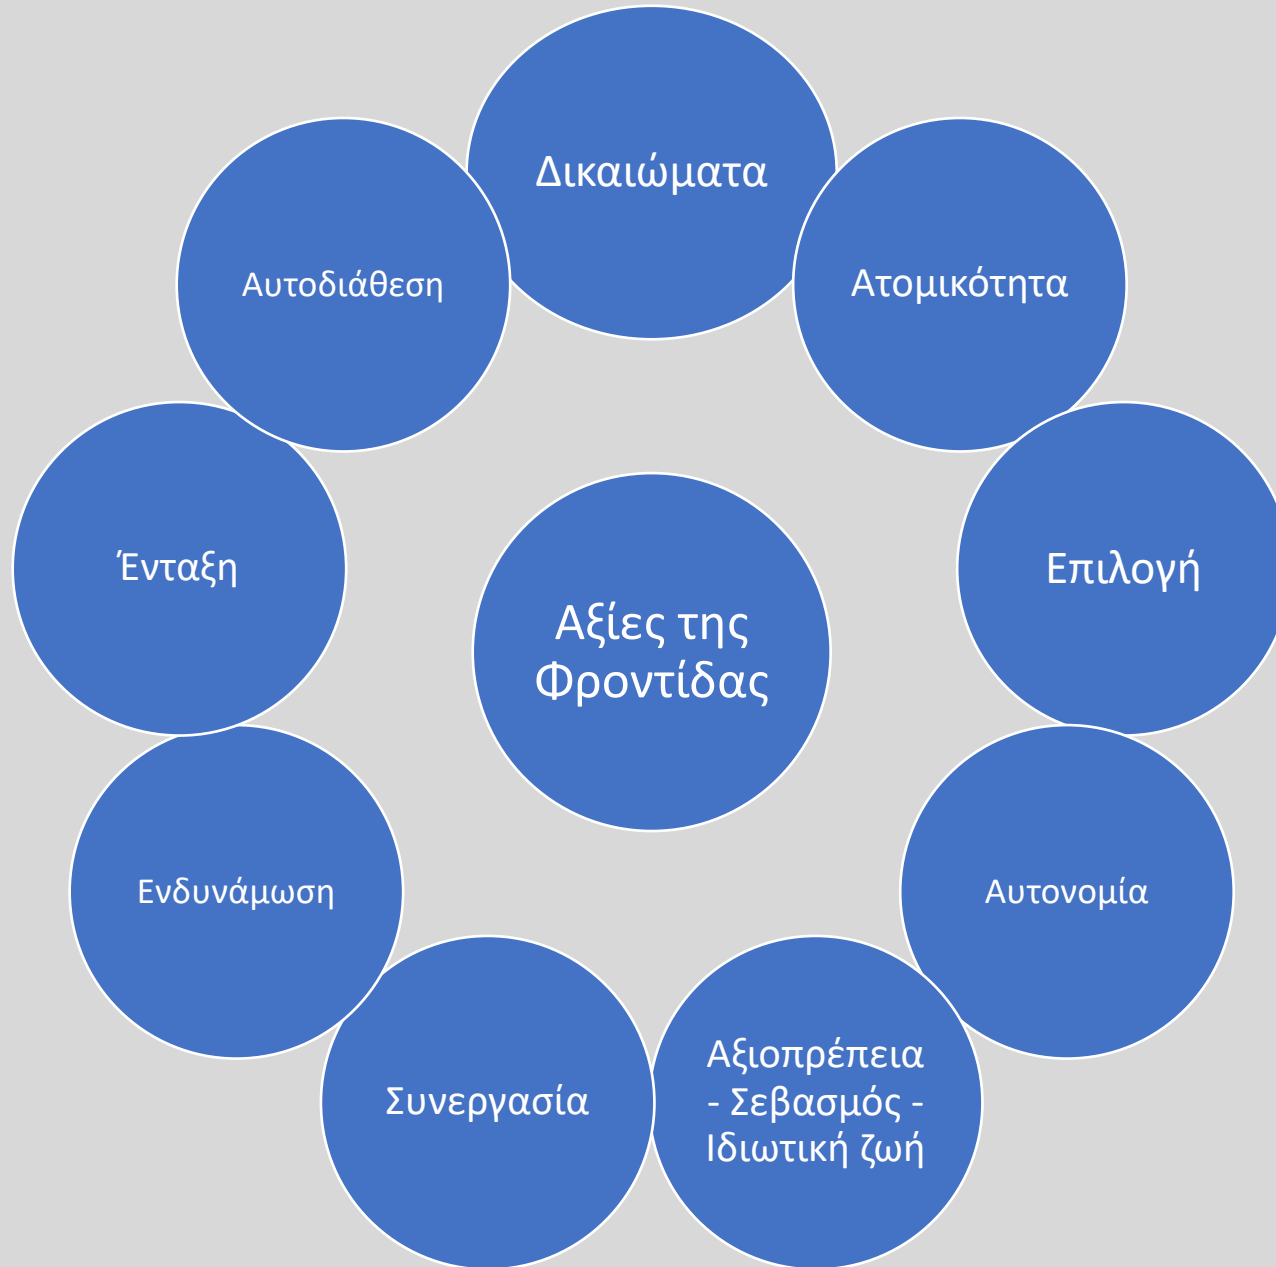 Δικαιώματα
Ατομικότητα
Επιλογή
Αυτονομία
Αξιοπρέπεια
- Σεβασμός -
Ιδιωτική ζωή
Συνεργασία
Ενδυνάμωση
Ένταξη
Αυτοδιάθεση
Αξίες της
Φροντίδας